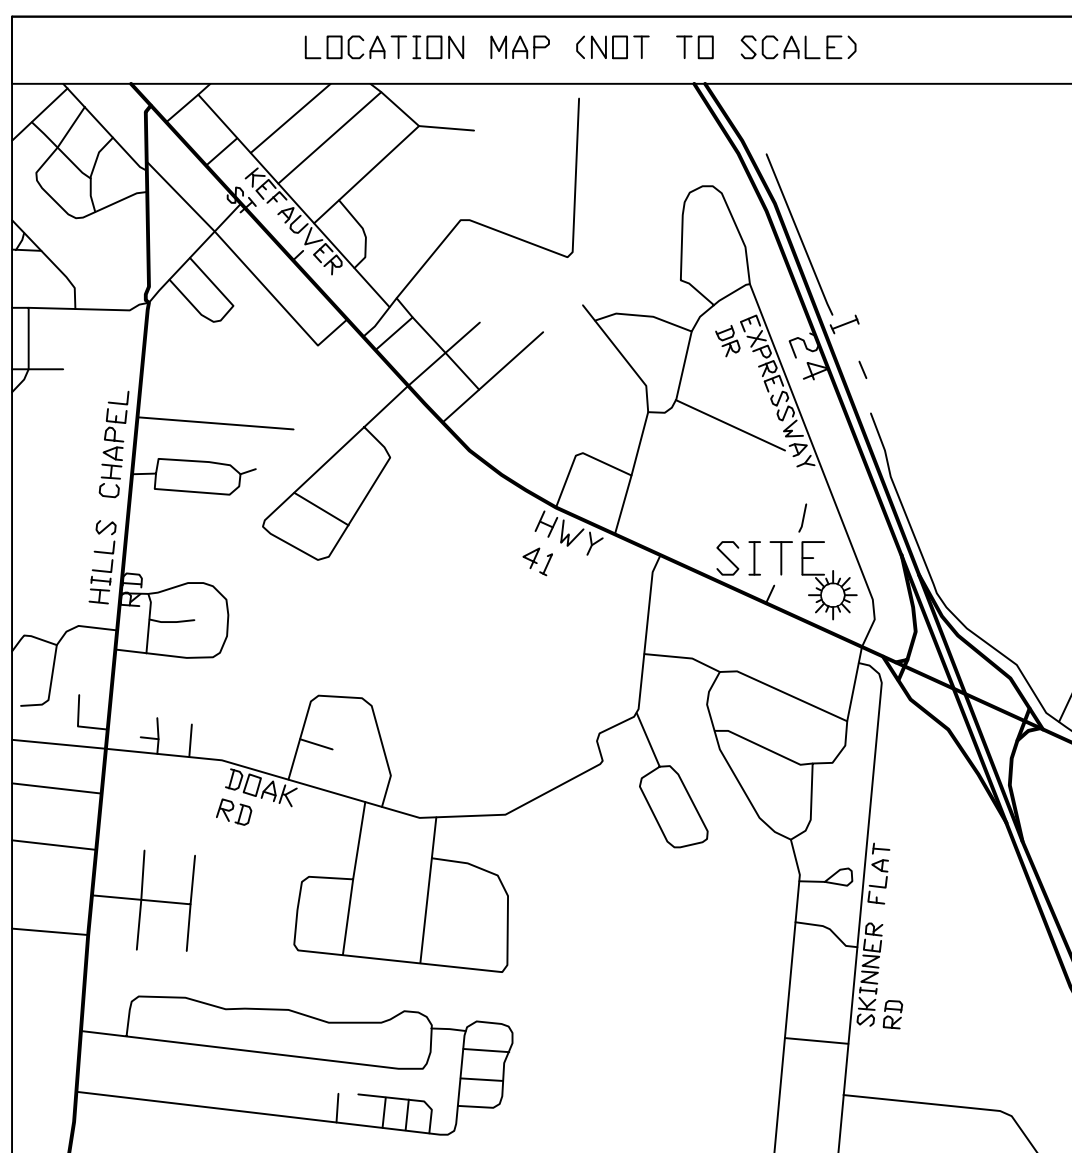 LOCATION MAP (NOT TO SCALE)
KEFAUVER
ST
I - 
24
EXPRESSWAY
DR
HILLS CHAPEL
RD
HWY
41
SITE
DOAK
RD
SKINNER FLAT
RD